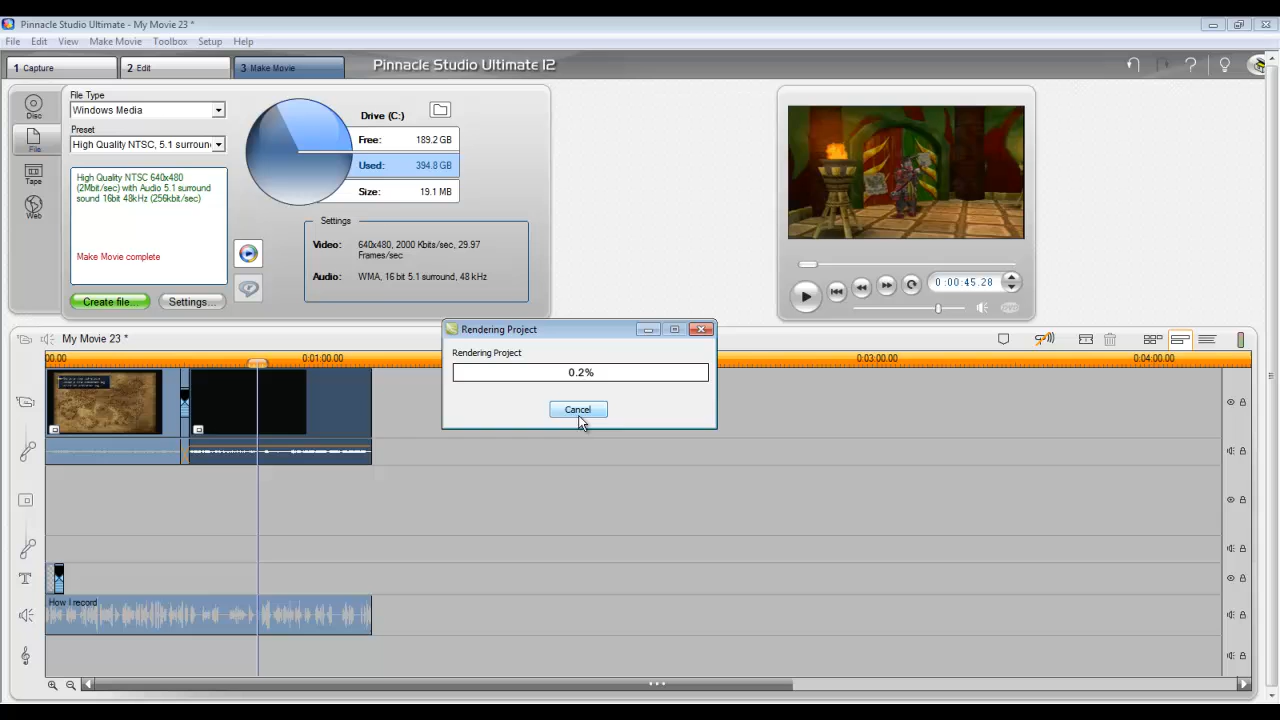 Pinnacle Studio Ultimate - My Movie 23 *
File Edit View Make Movie Toolbox Setup Help
1 Capture
2 Edit
3 Make Movie
Pinnacle Studio Ultimate 12
Disc
File
Tape
Web
File Type
Windows Media
Preset
High Quality NTSC, 5.1 surroun
High Quality NTSC 640x480
(2Mbit/sec) with Audio 5.1 surround
sound 16bit 48kHz (256kbit/sec)
Make Movie complete
Create file...
Settings...
Drive (C:)
Free: 189.2 GB
Used: 394.8 GB
Size: 19.1 MB
Settings
Video: 640x480, 2000 Kbits/sec, 29.97
Frames/sec
Audio: WMA, 16 bit 5.1 surround, 48 kHz
0:00:45.28
My Movie 23 *
Rendering Project
Rendering Project
0.2%
Cancel
00.00 0:01:00.00 0:03:00.00 0:04:00.00
T
How I record